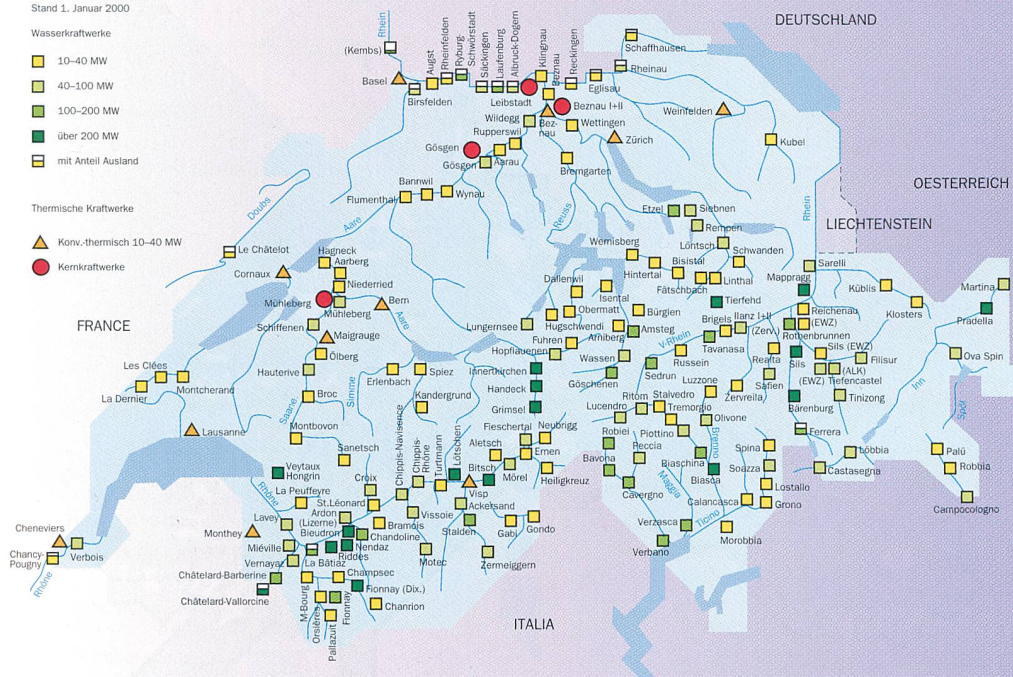 Stand 1. Januar 2000
Wasserkraftwerke
10–40 MW
40–100 MW
100–200 MW
über 200 MW
mit Anteil Ausland
Thermische Kraftwerke
Konv.-thermisch 10–40 MW
Kernkraftwerke
DEUTSCHLAND
OESTERREICH
LIECHTENSTEIN
FRANCE
ITALIA
Rhein
(Kembs)
Basel
Birsfelden
Augst
Rheinfelden
Ryburg-
Schwörstadt
Säckingen
Laufenburg
Albruck-Dogern
Leibstadt
Klingnau
Beznau
Reckingen
Eglisau
Schaffhausen
Rheinau
Beznau I+II
Bez-
nau
Wettingen
Wildegg
Rupperswil
Gösgen
Gösgen
Aarau
Bremgarten
Zürich
Weinfelden
Kubel
Bannwil
Flumenthal
Wynau
Doubs
Aare
Reuss
Rhein
Le Châtelot
Cornaux
Hagneck
Aarberg
Niederried
Mühleberg
Mühleberg
Bern
Aare
Schiffenen
Maigrauge
Ölberg
Hauterive
Broc
Saane
Simme
Montbovon
Erlenbach
Spiez
Kandergrund
Sanetsch
Les Clées
La Dernier
Montcherand
Lausanne
Etzel
Siebnen
Rempen
Löntsch
Schwanden
Wernisberg
Hintertal
Bisistal
Fätschbach
Linthal
Tierfehd
Dallenwil
Isental
Obermatt
Bürglen
Hugschwendi
Lungernsee
Fuhren
Arniberg
Amsteg
Hopflauenen
Wassen
Göschenen
Innertkirchen
Handeck
Grimsel
V-Rhein
Brigels
Tavanasa
Ilanz I+II
(Zerv.)
Russein
Sedrun
Sarelli
Mapragg
Reichenau
(EWZ)
Rothenbrunnen
Sils (EWZ)
Realta
Safien
Sils
(EWZ)
(ALK)
Tiefencastel
Filisur
Tinizong
Bärenburg
Ferrera
Küblis
Klosters
Martina
Pradella
Ova Spin
Inn
Spöl
Zervreila
Luzzone
Stalvedro
Ritom
Tremorgio
Lucendro
Olivone
Piottino
Robiei
Peccia
Bavona
Cavergno
Biaschina
Biasca
Brenno
Maggia
Ticino
Verzasca
Verbano
Morobbia
Spina
Soazza
Lostallo
Calancasca
Grono
Löbbia
Castasegna
Palü
Robbia
Campocologno
Fieschertal
Neubrigg
Aletsch
Ernen
Mörel
Heiligkreuz
Bitsch
Lötschen
Turtmann
Chippis-
Rhône
Chippis-Navisence
Croix
Visp
Ackersand
Stalden
Gabi
Gondo
Zermeiggern
Vissoie
Motec
St.Léonard
Bramois
Chandoline
Ardon
(Lizerne)
Bieudron
Nendaz
Riddes
Veytaux
Hongrin
Rhône
La Peuffeyre
Lavey
Monthey
Miéville
Vernayaz
La Bâtiaz
Châtelard-Barberine
Châtelard-Vallorcine
M-Bourg
Orsières
Pallazuit
Fionnay
Champsec
Fionnay (Dix.)
Chanrion
Cheneviers
Chancy-
Pougny
Verbois
Rhône